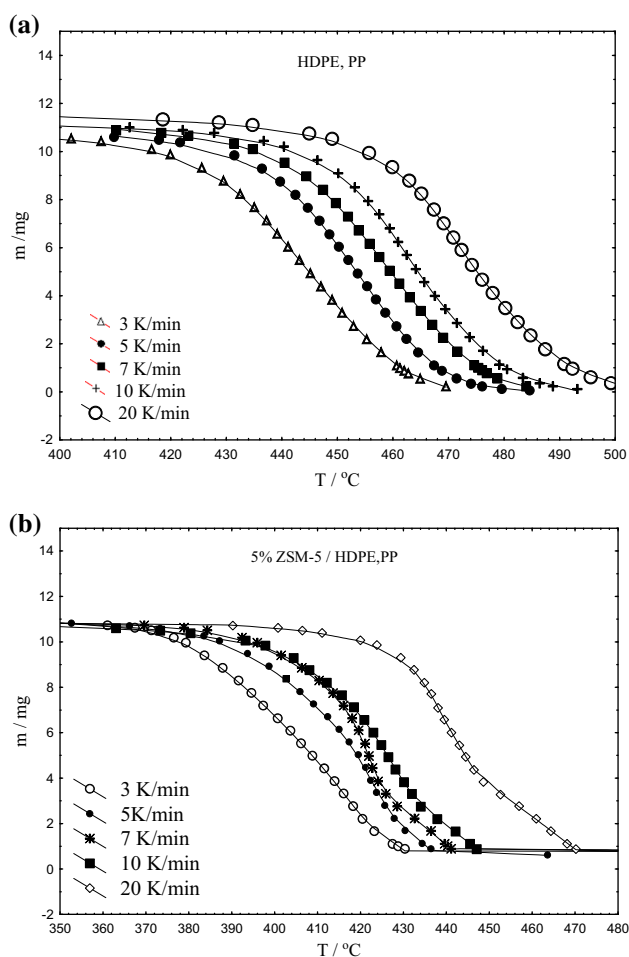 (a)
16
14
12
10
8
6
4
2
0
-2
m / mg
HDPE, PP
3 K/min
5 K/min
7 K/min
10 K/min
20 K/min
400 410 420 430 440 450 460 470 480 490 500
T / °C
(b)
16
14
12
10
8
6
4
2
0
-2
m / mg
5% ZSM-5 / HDPE,PP
3 K/min
5K/min
7 K/min
10 K/min
20 K/min
350 360 370 380 390 400 410 420 430 440 450 460 470 480
T / °C